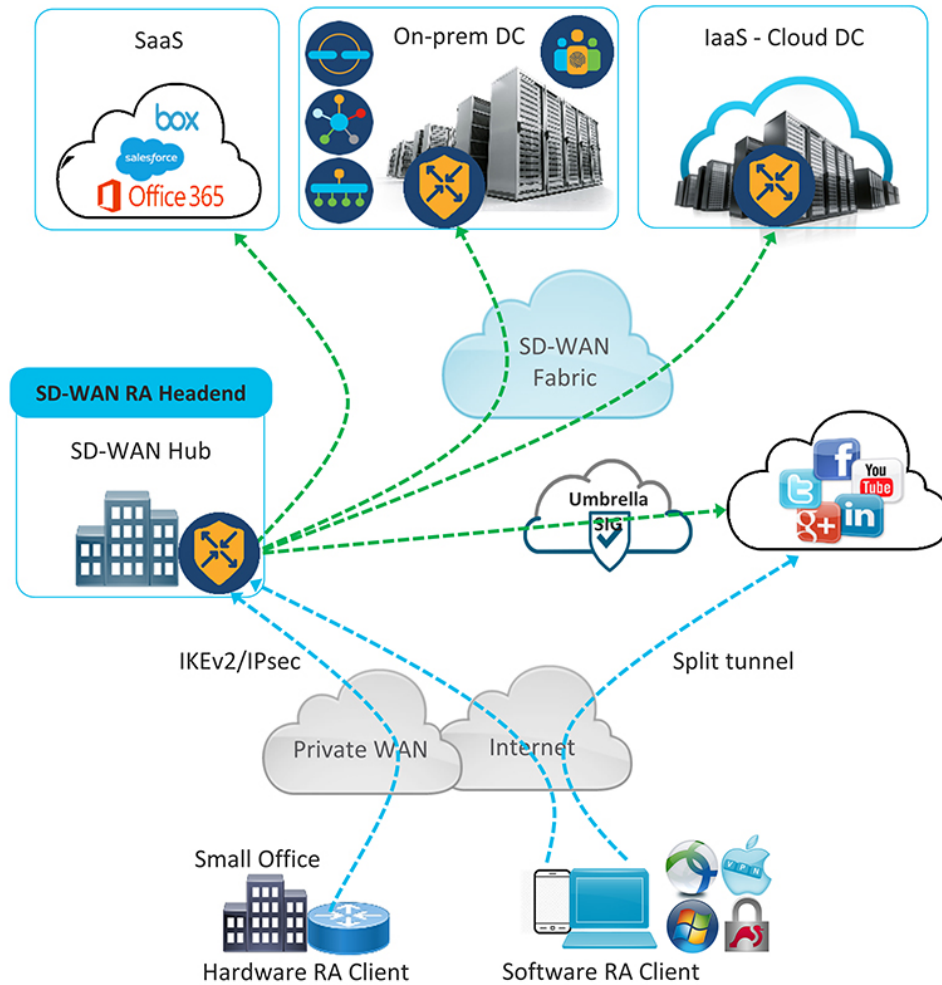 SaaS
box
salesforce
Office 365
On-prem DC
IaaS - Cloud DC
SD-WAN
Fabric
SD-WAN RA Headend
SD-WAN Hub
Umbrella
SIG
f
You
Tube
t
g+
in
IKEv2/IPsec
Split tunnel
Private WAN
Internet
Small Office
VPN
Hardware RA Client
Software RA Client